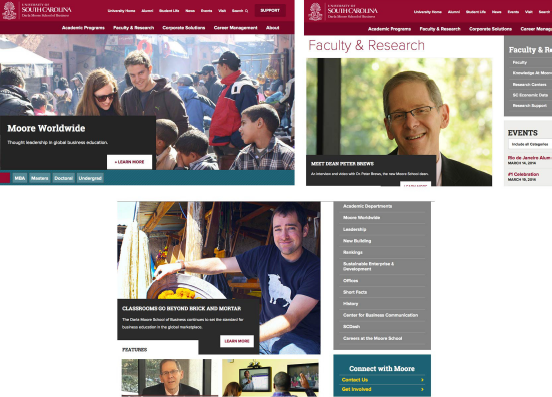 UNIVERSITY OF
SOUTH CAROLINA
Darla Moore School of Business
University Home Alumni Student Life News Events Visit Search SUPPORT
Academic Programs Faculty & Research Corporate Solutions Career Management About
Moore Worldwide
Thought leadership in global business education.
+ LEARN MORE
MBA Masters Doctoral Undergrad
UNIVERSITY OF
SOUTH CAROLINA
Darla Moore School of Business
University Home Alumni Student Life News Events Visit Search
Academic Programs Faculty & Research Corporate Solutions Career Manag
Faculty & Research
MEET DEAN PETER BREWS
An interview and video with Dr. Peter Brews, the new Moore School dean.
LEARN MORE
Faculty & R
Faculty
Knowledge At Moor
Research Centers
SC Economic Data
Research Support
EVENTS
Include all Categories
Rio de Janeiro Alum
MARCH 14, 2014
#1 Celebration
MARCH 18, 2014
CLASSROOMS GO BEYOND BRICK AND MORTAR
The Darla Moore School of Business continues to set the standard for
business education in the global marketplace.
LEARN MORE
FEATURES
Academic Departments
Moore Worldwide
Leadership
New Building
Rankings
Sustainable Enterprise &
Development
Offices
Short Facts
History
Center for Business Communication
BCDash
Careers at the Moore School
Connect with Moore
Contact Us
Get Involved